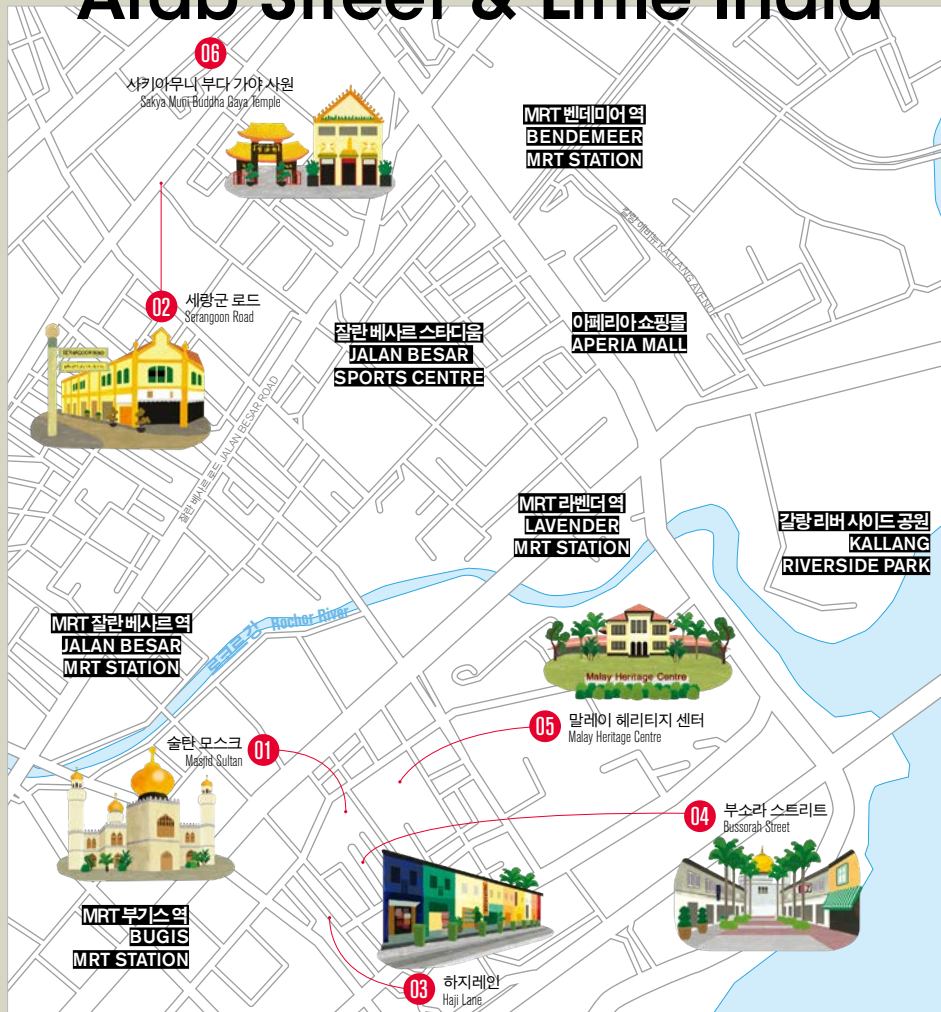 Arab Street & Little India
06
사키아무니 부다 가야 사원
Sakya Muni Buddha Gaya Temple
MRT 벤데미어 역
BENDEMEER
MRT STATION
칼랑 애비뉴 KALLANG AVENUE
02
세랑군 로드
Serangoon Road
SERANGOON ROAD
잘란 베사르 스타디움
JALAN BESAR
SPORTS CENTRE
아페리아 쇼핑몰
APERIA MALL
잘란 베사르 로드 JALAN BESAR ROAD
MRT 라벤더 역
LAVENDER
MRT STATION
칼랑 리버 사이드 공원
KALLANG
RIVERSIDE PARK
로코르강 Rochor River
MRT 잘란 베사르 역
JALAN BESAR
MRT STATION
Malay Heritage Centre
05
말레이 헤리티지 센터
Malay Heritage Centre
01
술탄 모스크
Masjid Sultan
04
부소라 스트리트
Bussorah Street
MRT 부기스 역
BUGIS
MRT STATION
03
하지레인
Haji Lane